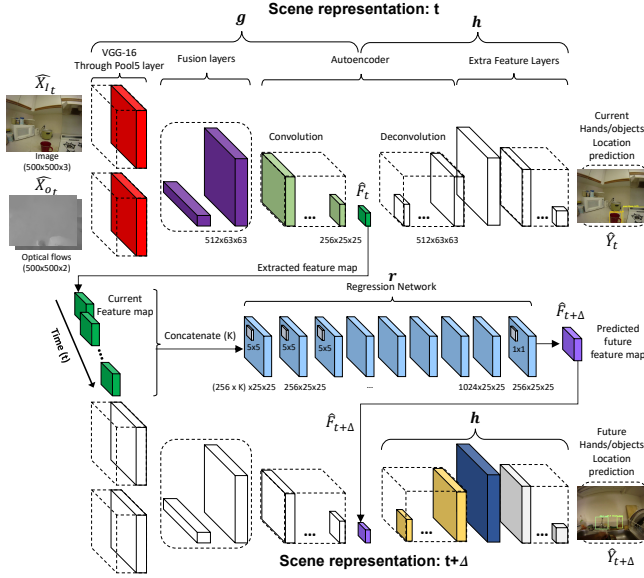 Scene representation: t
g
h
VGG-16
Through Pool5 layer
Fusion layers
Autoencoder
Extra Feature Layers
X̂_I_t
Image
(500x500x3)
Convolution
Deconvolution
Current
Hands/objects
Location
prediction
X̂_o_t
F̂_t
Optical flows
(500x500x2)
512x63x63
256x25x25
512x63x63
Ŷ_t
Extracted feature map
r
Regression Network
Current
Feature map
Time (t)
Concatenate (K)
5x5
5x5
5x5
1x1
F̂_t+Δ
Predicted
future
feature map
(256 x K) x25x25
256x25x25
...
1024x25x25
256x25x25
F̂_t+Δ
h
Future
Hands/objects
Location
prediction
Ŷ_t+Δ
Scene representation: t+Δ